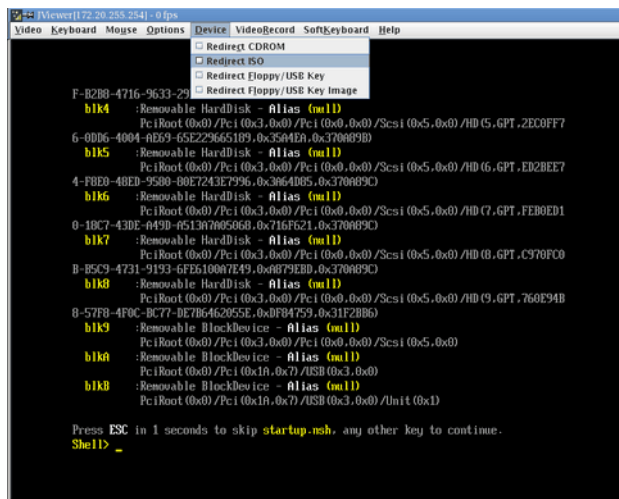 JViewer[172.20.255.254] - 0 fps
Video Keyboard Mouse Options Device VideoRecord SoftKeyboard Help
Redirect CDROM
Redirect ISO
Redirect Floppy/USB Key
Redirect Floppy/USB Key Image
F-B2B8-4716-9633-29
blk4 :Removable HardDisk - Alias (null)
PciRoot(0x0)/Pci(0x3,0x0)/Pci(0x0,0x0)/Scsi(0x5,0x0)/HD(5,GPT,2EC0FF7
6-0DD6-4004-AE69-65E229665189,0x35A4EA,0x370A89B)
blk5 :Removable HardDisk - Alias (null)
PciRoot(0x0)/Pci(0x3,0x0)/Pci(0x0,0x0)/Scsi(0x5,0x0)/HD(6,GPT,ED2BEE7
4-F8E0-48ED-9580-80E7243E7996,0x3A64D85,0x370A89C)
blk6 :Removable HardDisk - Alias (null)
PciRoot(0x0)/Pci(0x3,0x0)/Pci(0x0,0x0)/Scsi(0x5,0x0)/HD(7,GPT,FEB0ED1
0-18C7-43DE-A49D-A513A7A05068,0x716F621,0x370A89C)
blk7 :Removable HardDisk - Alias (null)
PciRoot(0x0)/Pci(0x3,0x0)/Pci(0x0,0x0)/Scsi(0x5,0x0)/HD(8,GPT,C970FC0
B-B5C9-4731-9193-6FE6100A7E49,0xA879EBD,0x370A89C)
blk8 :Removable HardDisk - Alias (null)
PciRoot(0x0)/Pci(0x3,0x0)/Pci(0x0,0x0)/Scsi(0x5,0x0)/HD(9,GPT,760E94B
8-57F8-4F0C-BC77-DE7B6462055E,0xDF84759,0x31F2BB6)
blk9 :Removable BlockDevice - Alias (null)
PciRoot(0x0)/Pci(0x3,0x0)/Pci(0x0,0x0)/Scsi(0x5,0x0)
blkA :Removable BlockDevice - Alias (null)
PciRoot(0x0)/Pci(0x1A,0x7)/USB(0x3,0x0)
blkB :Removable BlockDevice - Alias (null)
PciRoot(0x0)/Pci(0x1A,0x7)/USB(0x3,0x0)/Unit(0x1)
Press ESC in 1 seconds to skip startup.nsh, any other key to continue.
Shell> _